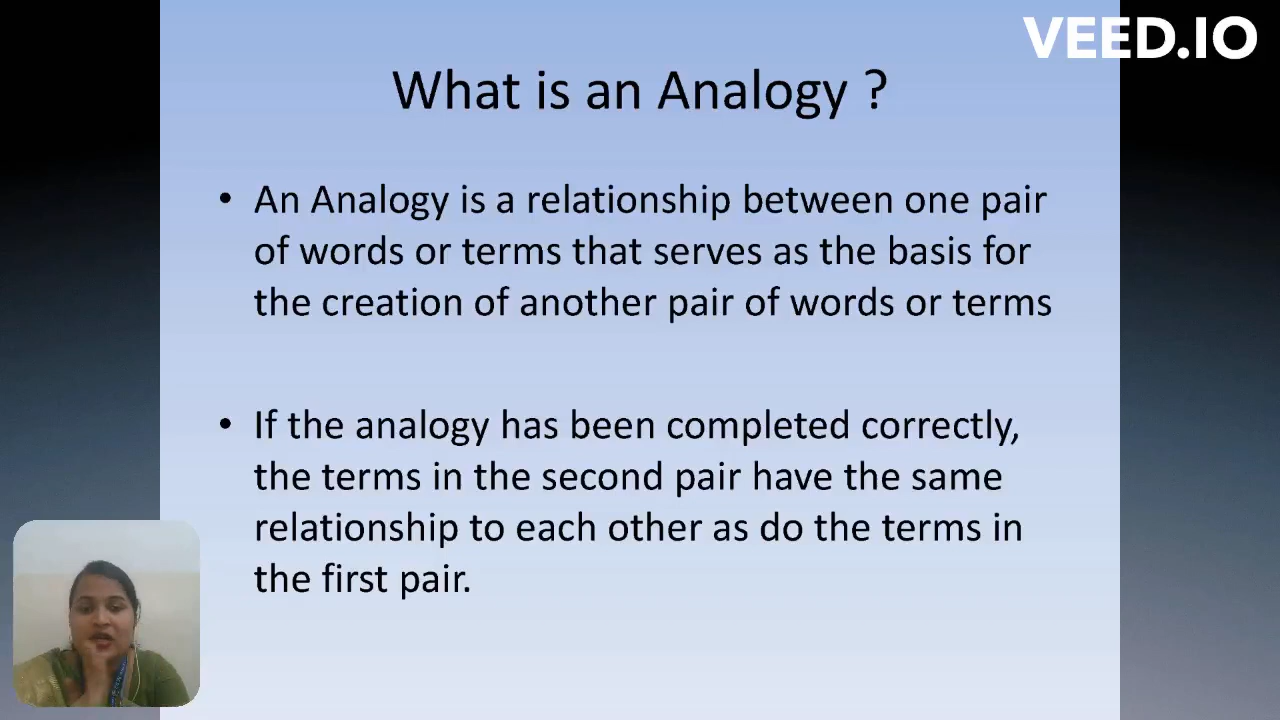 VEED.IO
What is an Analogy ?
• An Analogy is a relationship between one pair
of words or terms that serves as the basis for
the creation of another pair of words or terms
• If the analogy has been completed correctly,
the terms in the second pair have the same
relationship to each other as do the terms in
the first pair.